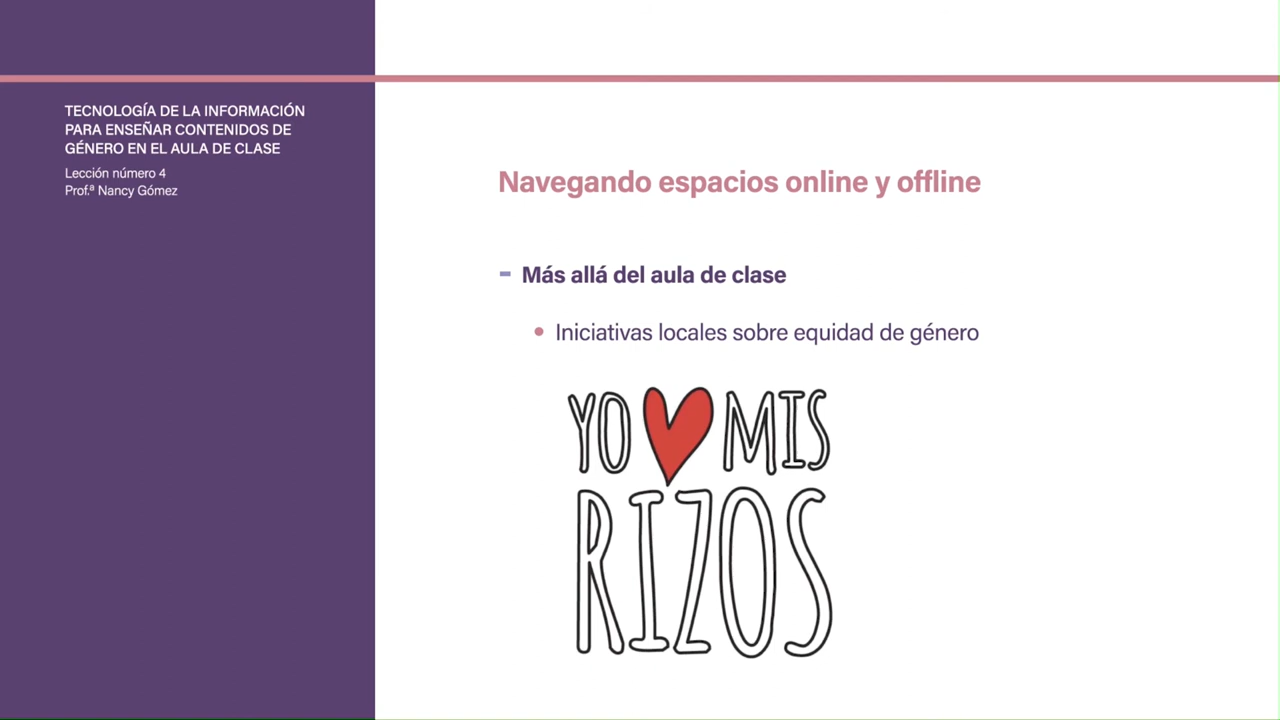 TECNOLOGÍA DE LA INFORMACIÓN
PARA ENSEÑAR CONTENIDOS DE
GÉNERO EN EL AULA DE CLASE
Lección número 4
Prof.ª Nancy Gómez
Navegando espacios online y offline
- Más allá del aula de clase
• Iniciativas locales sobre equidad de género
YO MIS
RIZOS